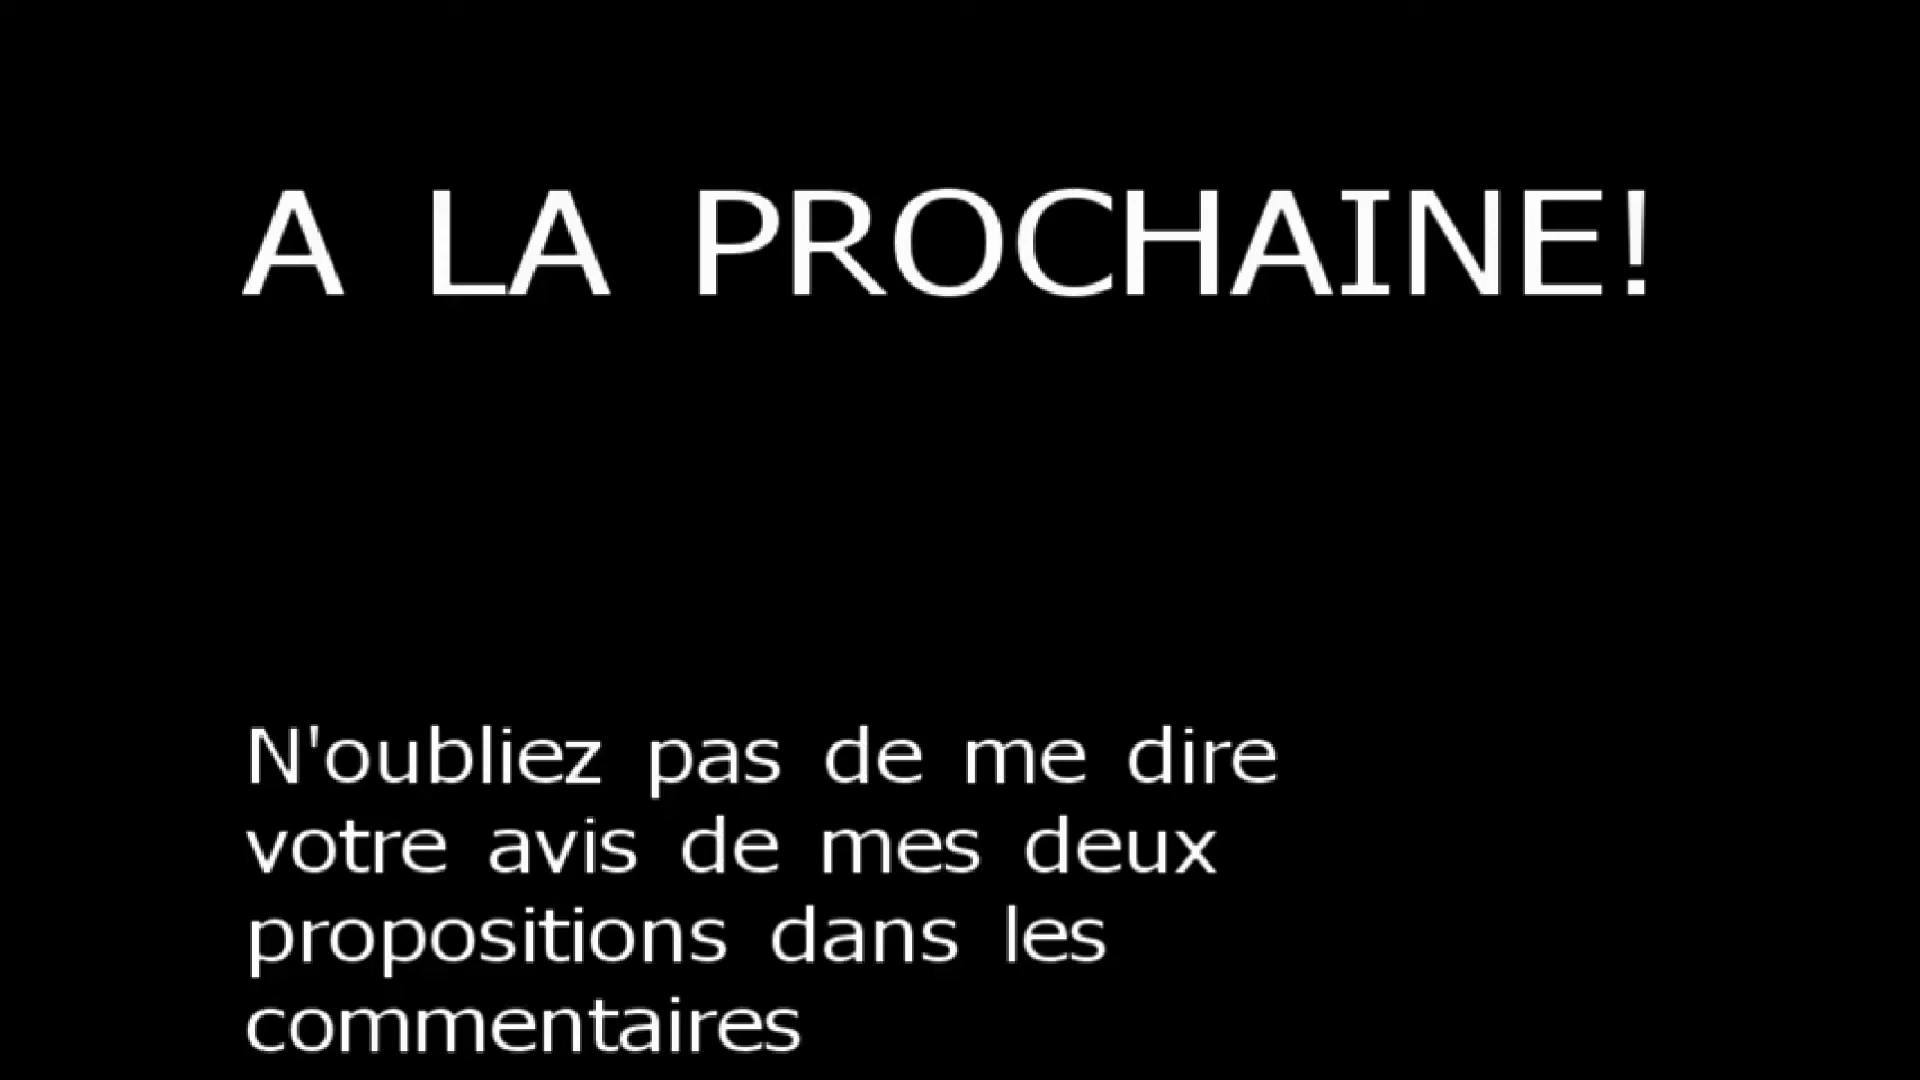 A LA PROCHAINE!
N'oubliez pas de me dire
votre avis de mes deux
propositions dans les
commentaires